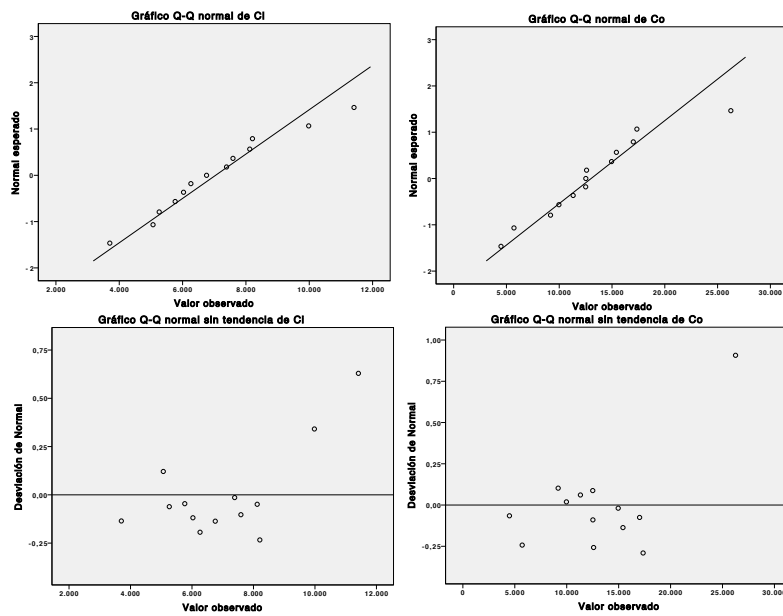 Gráfico Q-Q normal de Cl
3
2
1
0
-1
-2
Normal esperado
2.000 4.000 6.000 8.000 10.000 12.000
Valor observado
Gráfico Q-Q normal de Co
3
2
1
0
-1
-2
Normal esperado
0 5.000 10.000 15.000 20.000 25.000 30.000
Valor observado
Gráfico Q-Q normal sin tendencia de Cl
0,75
0,50
0,25
0,00
-0,25
Desviación de Normal
2.000 4.000 6.000 8.000 10.000 12.000
Valor observado
Gráfico Q-Q normal sin tendencia de Co
1,00
0,75
0,50
0,25
0,00
-0,25
Desviación de Normal
0 5.000 10.000 15.000 20.000 25.000 30.000
Valor observado